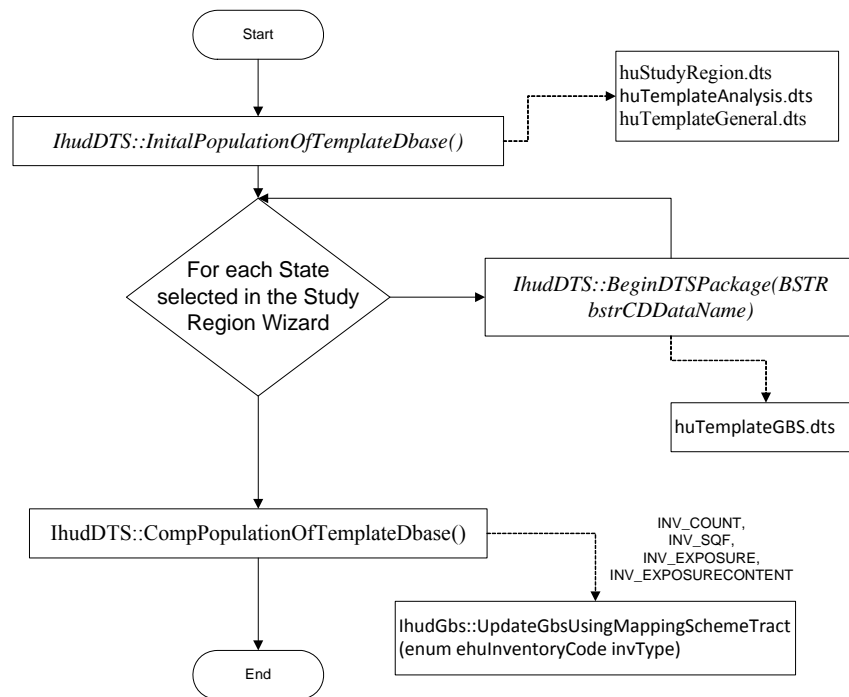 Start
huStudyRegion.dts
huTemplateAnalysis.dts
huTemplateGeneral.dts
IhudDTS::InitalPopulationOfTemplateDbase()
For each State
selected in the Study
Region Wizard
IhudDTS::BeginDTSPackage(BSTR
bstrCDDataName)
huTemplateGBS.dts
IhudDTS::CompPopulationOfTemplateDbase()
INV_COUNT,
INV_SQF,
INV_EXPOSURE,
INV_EXPOSURECONTENT
IhudGbs::UpdateGbsUsingMappingSchemeTract
(enum ehuInventoryCode invType)
End